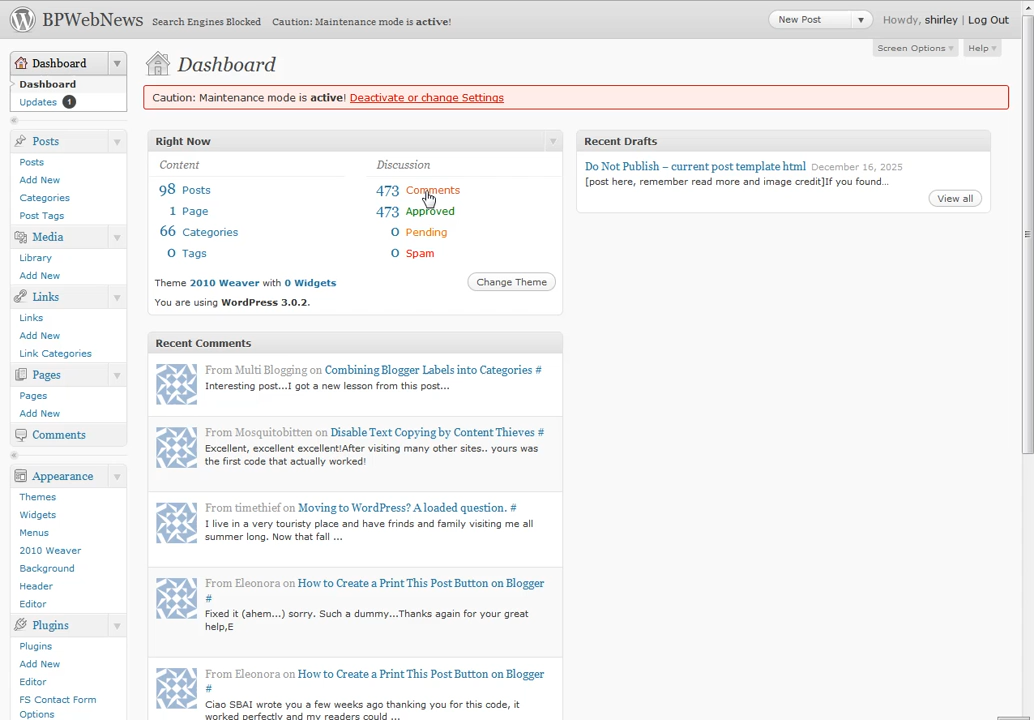 BPWebNews Search Engines Blocked Caution: Maintenance mode is active! New Post Howdy, shirley | Log Out
Screen Options Help
Dashboard
Dashboard
Updates 1
Posts
Posts
Add New
Categories
Post Tags
Media
Library
Add New
Links
Links
Add New
Link Categories
Pages
Pages
Add New
Comments
Appearance
Themes
Widgets
Menus
2010 Weaver
Background
Header
Editor
Plugins
Plugins
Add New
Editor
FS Contact Form
Options
Dashboard
Caution: Maintenance mode is active! Deactivate or change Settings
Right Now
Content Discussion
98 Posts 473 Comments
1 Page 473 Approved
66 Categories 0 Pending
0 Tags 0 Spam
Theme 2010 Weaver with 0 Widgets Change Theme
You are using WordPress 3.0.2.
Recent Comments
From Multi Blogging on Combining Blogger Labels into Categories #
Interesting post...I got a new lesson from this post...
From Mosquitobitten on Disable Text Copying by Content Thieves #
Excellent, excellent excellent!After visiting many other sites.. yours was
the first code that actually worked!
From timethief on Moving to WordPress? A loaded question. #
I live in a very touristy place and have frinds and family visiting me all
summer long. Now that fall ...
From Eleonora on How to Create a Print This Post Button on Blogger
#
Fixed it (ahem...) sorry. Such a dummy...Thanks again for your great
help,E
From Eleonora on How to Create a Print This Post Button on Blogger
#
Ciao SBAI wrote you a few weeks ago thanking you for this code, it
worked perfectly and my readers could ...
Recent Drafts
Do Not Publish – current post template html December 16, 2025
[post here, remember read more and image credit]If you found...
View all